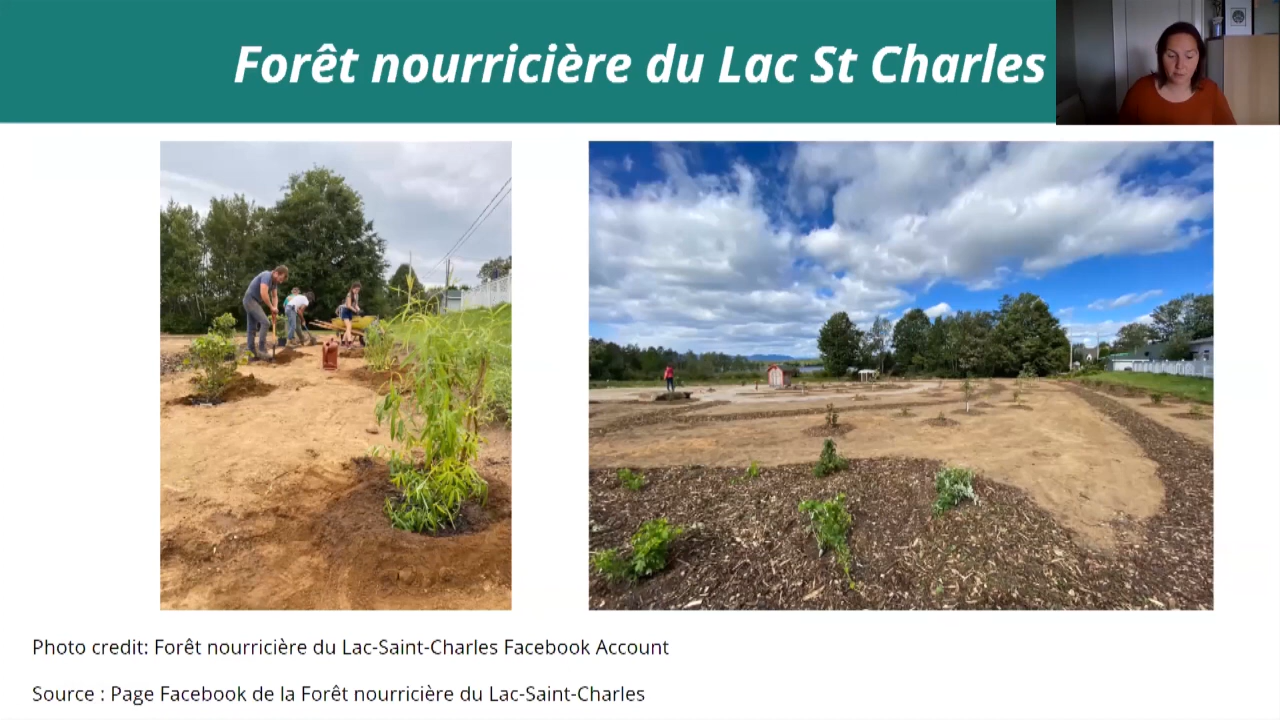 Forêt nourricière du Lac St Charles
Photo credit: Forêt nourricière du Lac-Saint-Charles Facebook Account
Source : Page Facebook de la Forêt nourricière du Lac-Saint-Charles